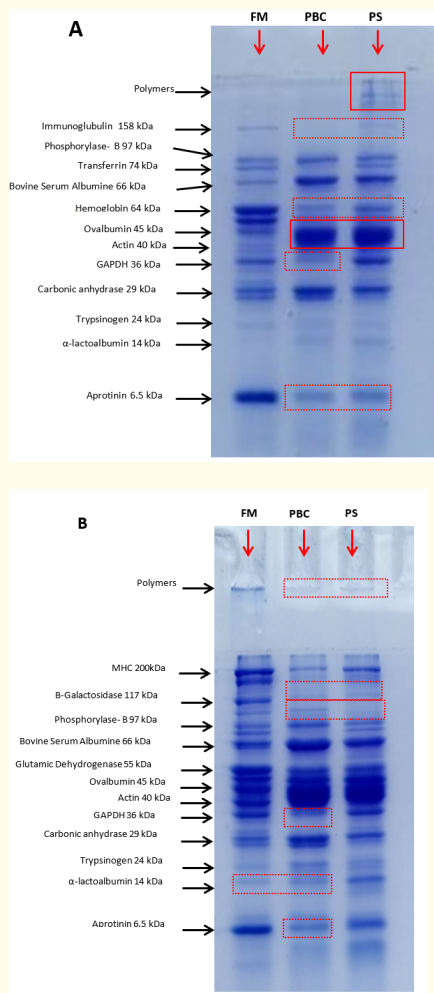 A
FM PBC PS
Polymers
Immunoglubulin 158 kDa
Phosphorylase- B 97 kDa
Transferrin 74 kDa
Bovine Serum Albumine 66 kDa
Hemoelobin 64 kDa
Ovalbumin 45 kDa
Actin 40 kDa
GAPDH 36 kDa
Carbonic anhydrase 29 kDa
Trypsinogen 24 kDa
α-lactoalbumin 14 kDa
Aprotinin 6.5 kDa
B
FM PBC PS
Polymers
MHC 200kDa
B-Galactosidase 117 kDa
Phosphorylase- B 97 kDa
Bovine Serum Albumine 66 kDa
Glutamic Dehydrogenase 55 kDa
Ovalbumin 45 kDa
Actin 40 kDa
GAPDH 36 kDa
Carbonic anhydrase 29 kDa
Trypsinogen 24 kDa
α-lactoalbumin 14 kDa
Aprotinin 6.5 kDa